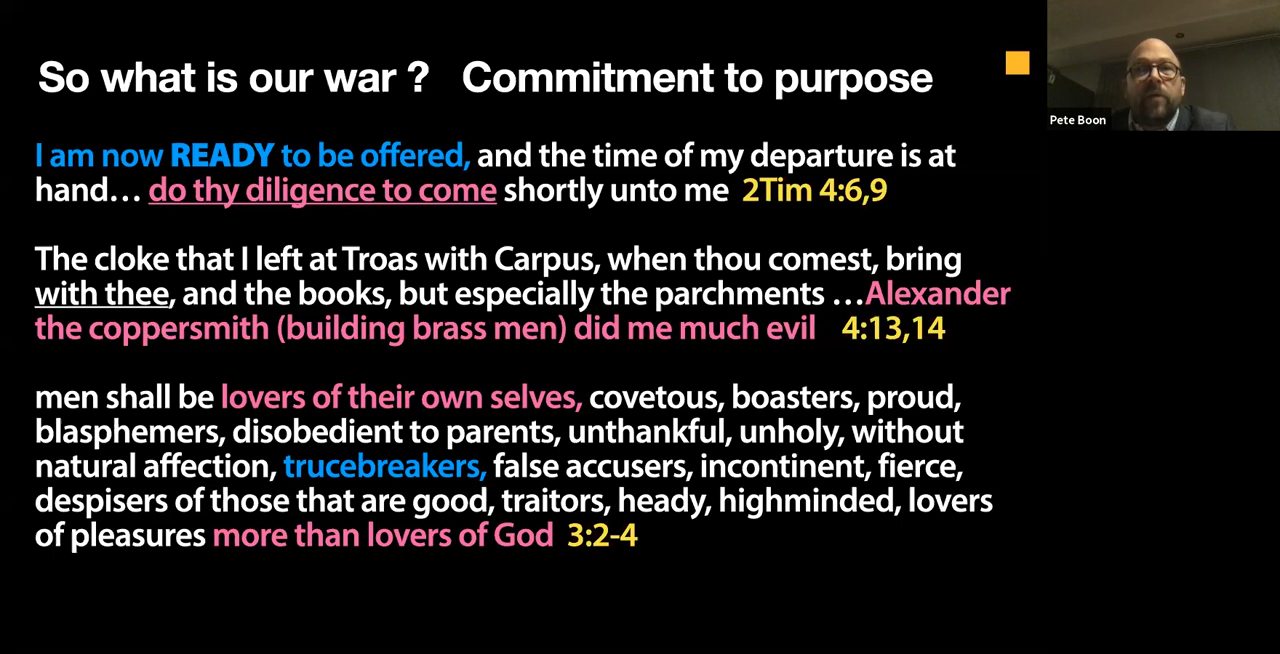 So what is our war ? Commitment to purpose
Pete Boon
I am now READY to be offered, and the time of my departure is at
hand… do thy diligence to come shortly unto me 2Tim 4:6,9
The cloke that I left at Troas with Carpus, when thou comest, bring
with thee, and the books, but especially the parchments …Alexander
the coppersmith (building brass men) did me much evil 4:13,14
men shall be lovers of their own selves, covetous, boasters, proud,
blasphemers, disobedient to parents, unthankful, unholy, without
natural affection, trucebreakers, false accusers, incontinent, fierce,
despisers of those that are good, traitors, heady, highminded, lovers
of pleasures more than lovers of God 3:2-4